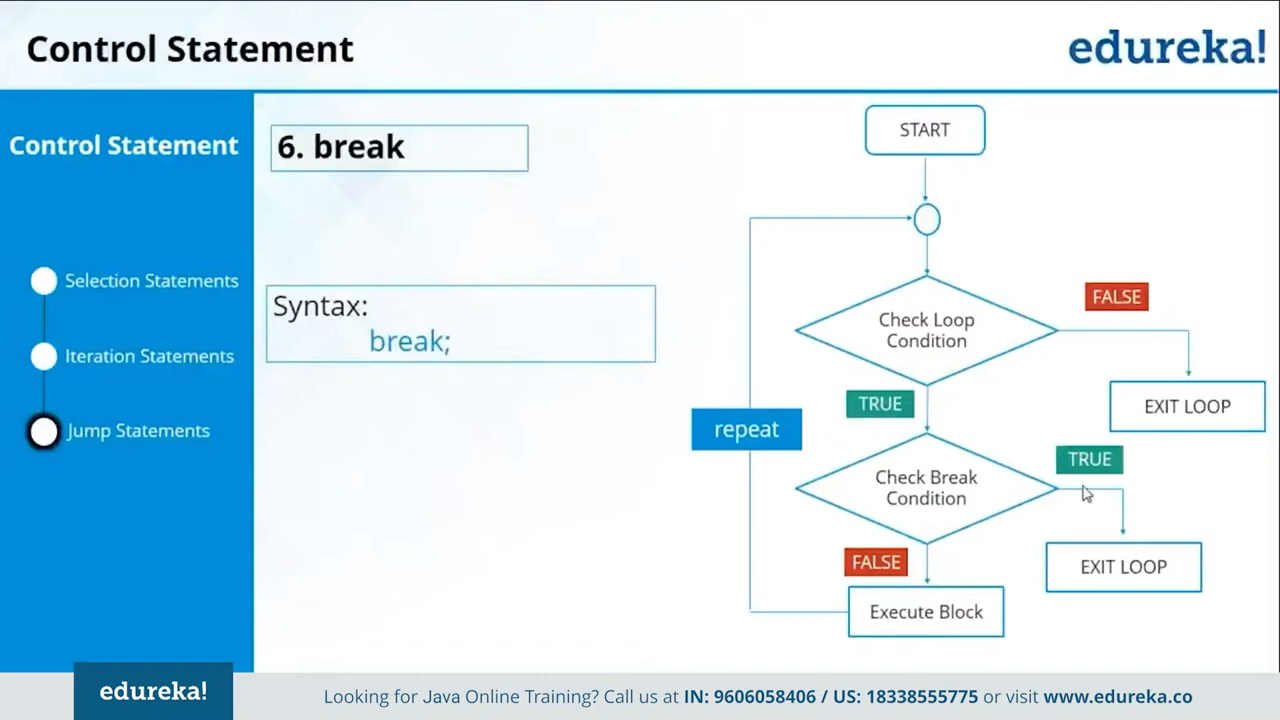 Control Statement
edureka!
Control Statement
Selection Statements
Iteration Statements
Jump Statements
6. break
Syntax:
break;
START
Check Loop
Condition
FALSE
EXIT LOOP
TRUE
repeat
Check Break
Condition
TRUE
EXIT LOOP
FALSE
Execute Block
edureka!
Looking for Java Online Training? Call us at IN: 9606058406 / US: 18338555775 or visit www.edureka.co